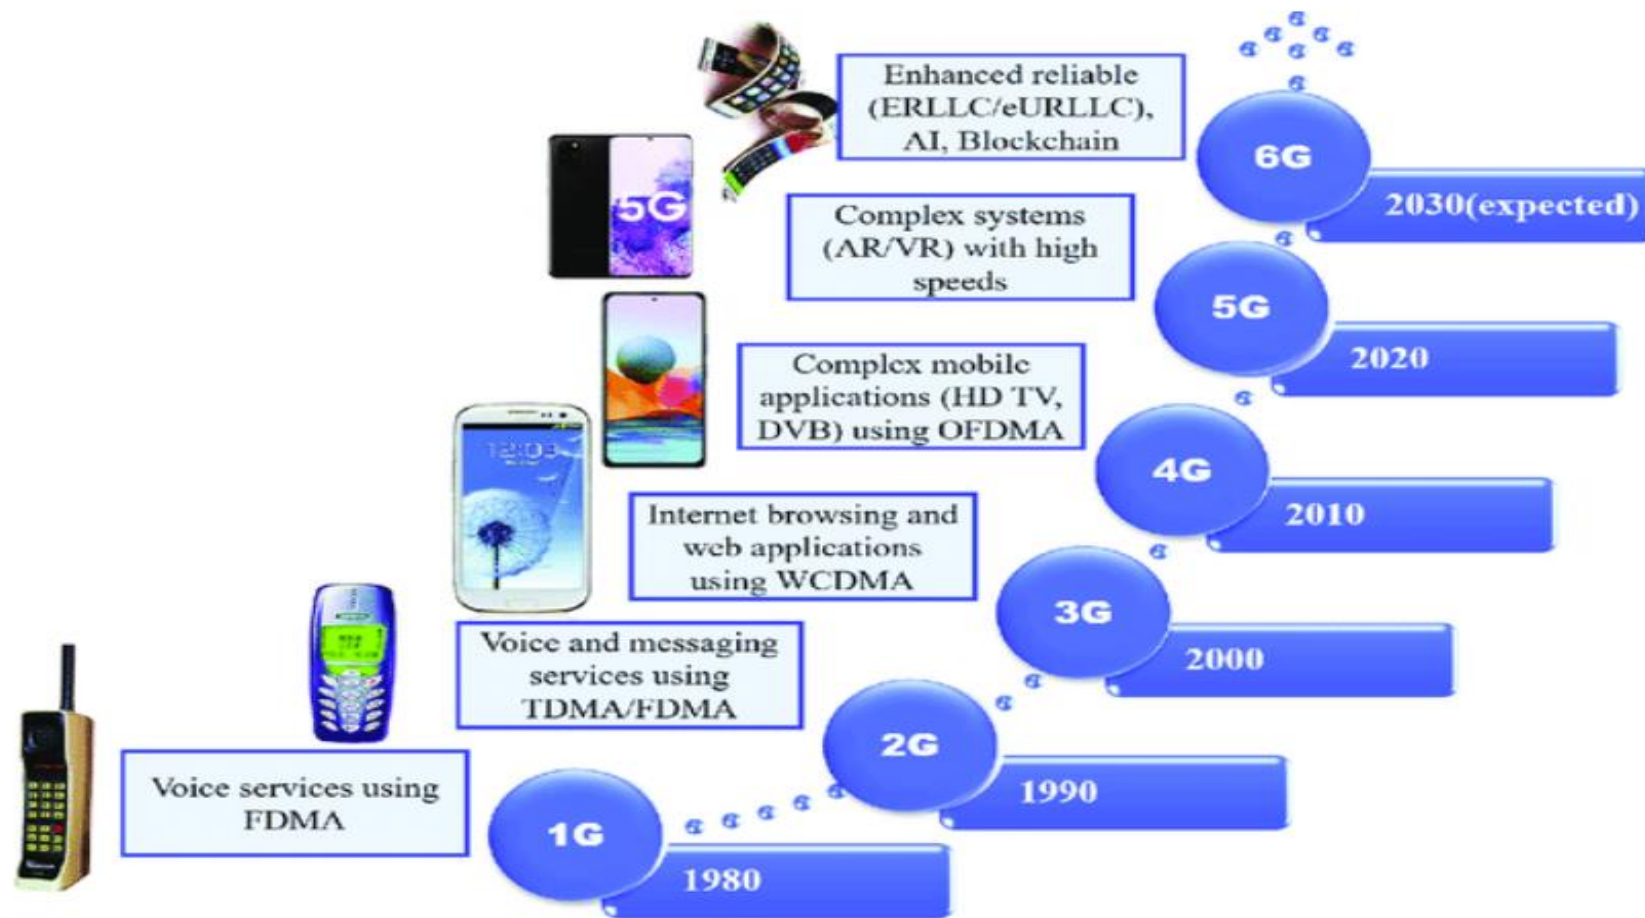 Enhanced reliable
(ERLLC/eURLLC),
AI, Blockchain
6G
2030(expected)
5G
Complex systems
(AR/VR) with high
speeds
5G
2020
Complex mobile
applications (HD TV,
DVB) using OFDMA
4G
2010
12:03
Internet browsing and
web applications
using WCDMA
3G
2000
Voice and messaging
services using
TDMA/FDMA
2G
1990
Voice services using
FDMA
1G
1980